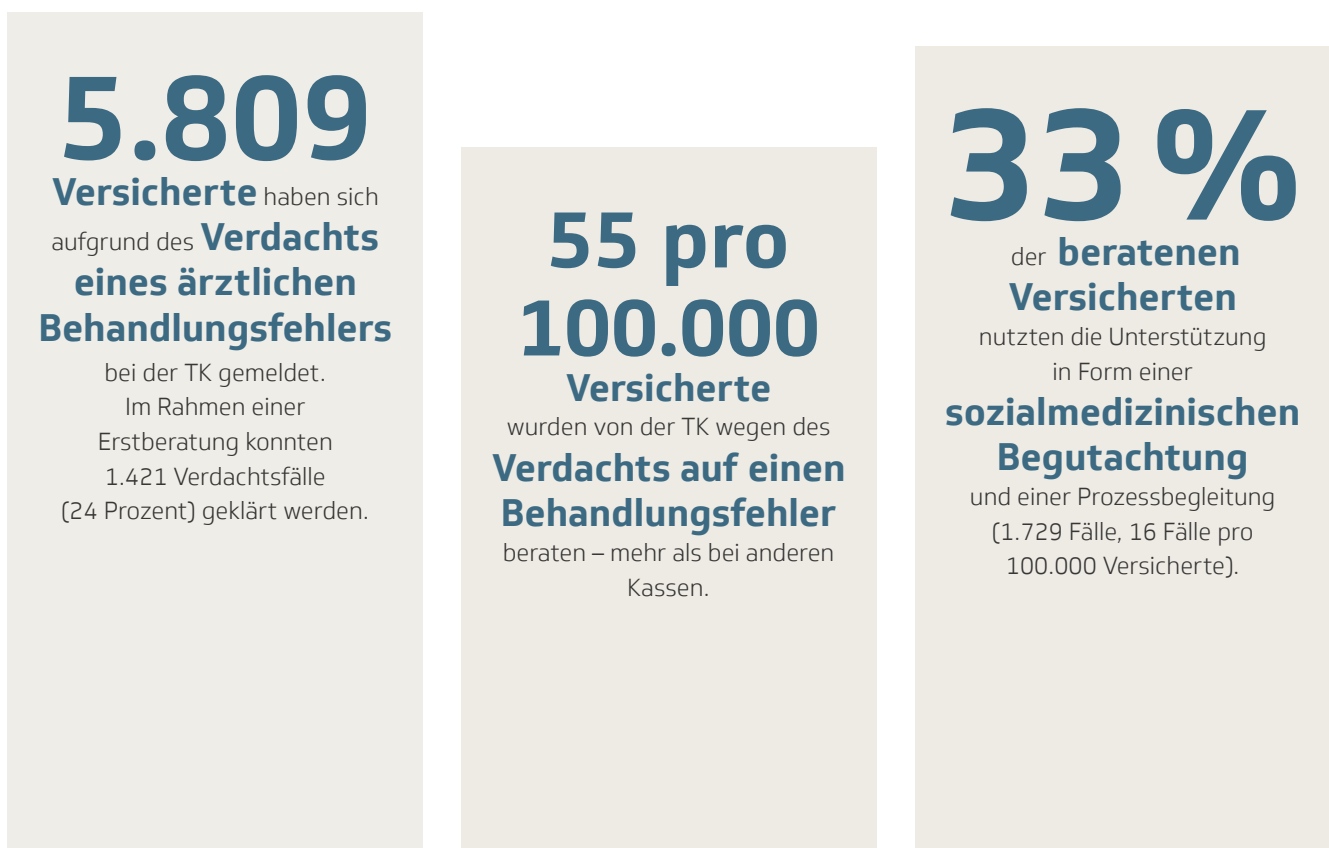 5.809
Versicherte haben sich
aufgrund des Verdachts
eines ärztlichen
Behandlungsfehlers
bei der TK gemeldet.
Im Rahmen einer
Erstberatung konnten
1.421 Verdachtsfälle
(24 Prozent) geklärt werden.
55 pro
100.000
Versicherte
wurden von der TK wegen des
Verdachts auf einen
Behandlungsfehler
beraten – mehr als bei anderen
Kassen.
33 %
der beratenen
Versicherten
nutzten die Unterstützung
in Form einer
sozialmedizinischen
Begutachtung
und einer Prozessbegleitung
(1.729 Fälle, 16 Fälle pro
100.000 Versicherte).